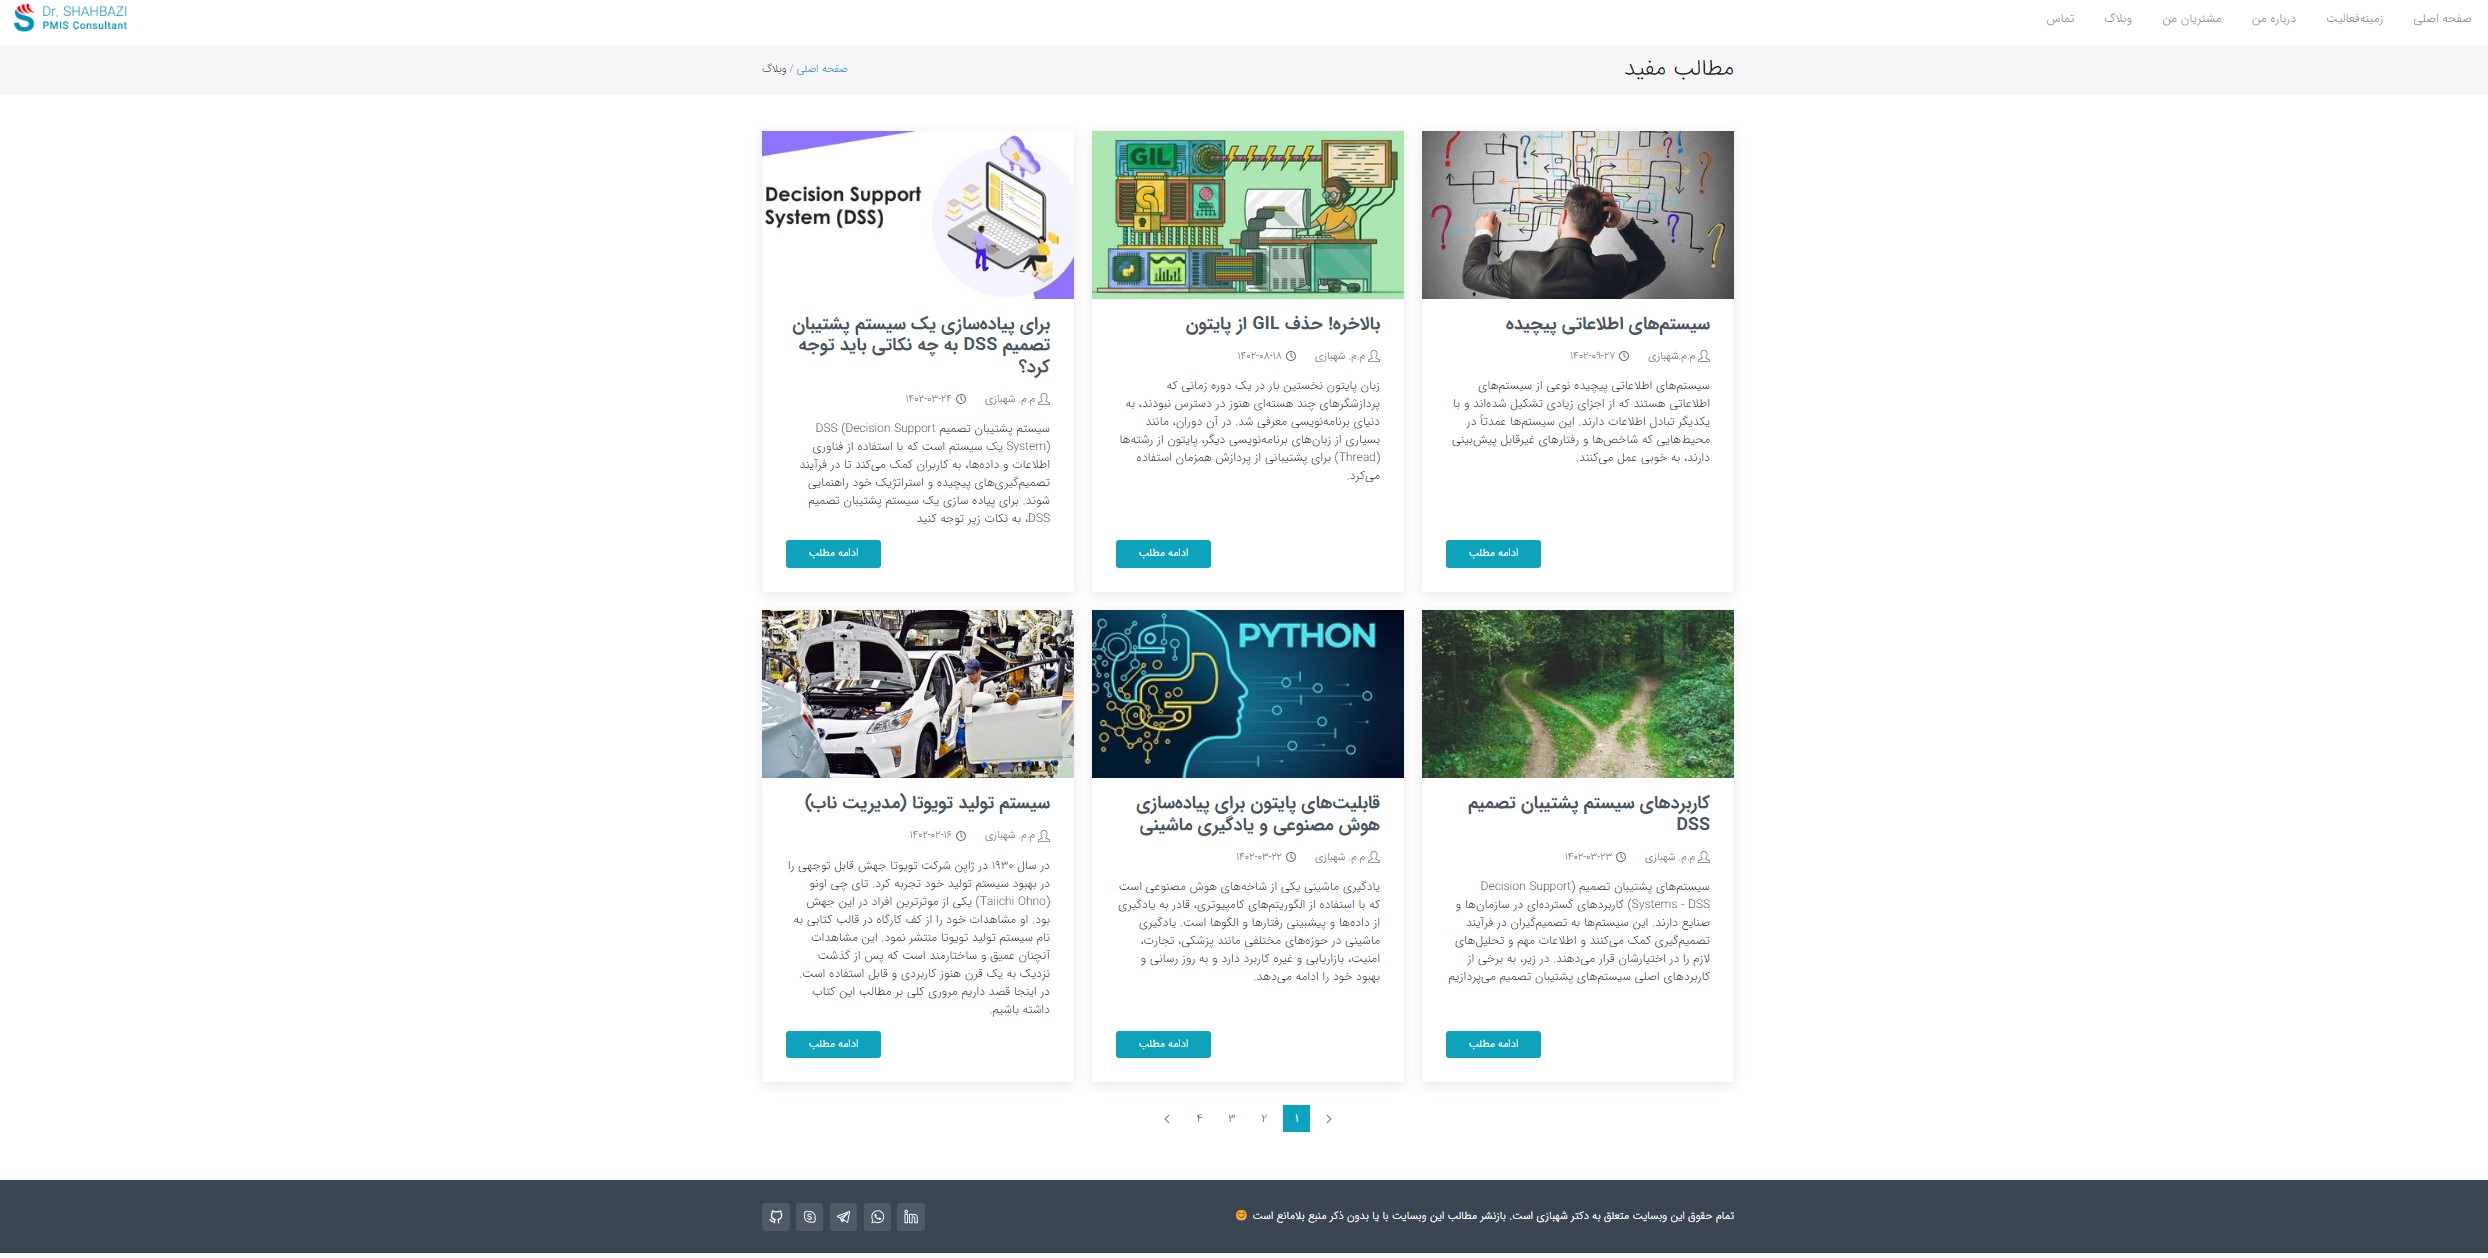 صفحه اصلی
زمینه‌فعالیت
درباره من
مشتریان من
وبلاگ
تماس
Dr. SHAHBAZI
PMIS Consultant
مطالب مفید
صفحه اصلی / وبلاگ
سیستم‌های اطلاعاتی پیچیده
م.م.شهبازی
۱۴۰۲-۰۹-۲۷
سیستم‌های اطلاعاتی پیچیده نوعی از سیستم‌های
اطلاعاتی هستند که از اجزای زیادی تشکیل شده‌اند و با
یکدیگر تبادل اطلاعات دارند. این سیستم‌ها عمدتاً در
محیط‌هایی که شاخص‌ها و رفتارهای غیرقابل پیش‌بینی
دارند، به خوبی عمل می‌کنند.
ادامه مطلب
GIL
بالاخره! حذف GIL از پایتون
م.م. شهبازی
۱۴۰۲-۰۸-۱۸
زبان پایتون نخستین بار در یک دوره زمانی که
پردازشگرهای چند هسته‌ای هنوز در دسترس نبودند، به
دنیای برنامه‌نویسی معرفی شد. در آن دوران، مانند
بسیاری از زبان‌های برنامه‌نویسی دیگر، پایتون از رشته‌ها
(Thread) برای پشتیبانی از پردازش همزمان استفاده
می‌کرد.
ادامه مطلب
Decision Support
System (DSS)
برای پیاده‌سازی یک سیستم پشتیبان
تصمیم DSS به چه نکاتی باید توجه
کرد؟
م.م. شهبازی
۱۴۰۲-۰۳-۲۴
سیستم پشتیبان تصمیم DSS (Decision Support
System) یک سیستم است که با استفاده از فناوری
اطلاعات و داده‌ها، به کاربران کمک می‌کند تا در فرآیند
تصمیم‌گیری‌های پیچیده و استراتژیک خود راهنمایی
شوند. برای پیاده سازی یک سیستم پشتیبان تصمیم
DSS، به نکات زیر توجه کنید
ادامه مطلب
کاربردهای سیستم پشتیبان تصمیم
DSS
م.م. شهبازی
۱۴۰۲-۰۳-۲۳
سیستم‌های پشتیبان تصمیم (Decision Support
Systems - DSS) کاربردهای گسترده‌ای در سازمان‌ها و
صنایع دارند. این سیستم‌ها به تصمیم‌گیران در فرآیند
تصمیم‌گیری کمک می‌کنند و اطلاعات مهم و تحلیل‌های
لازم را در اختیارشان قرار می‌دهند. در زیر، به برخی از
کاربردهای اصلی سیستم‌های پشتیبان تصمیم می‌پردازیم
ادامه مطلب
PYTHON
قابلیت‌های پایتون برای پیاده‌سازی
هوش مصنوعی و یادگیری ماشینی
م.م. شهبازی
۱۴۰۲-۰۳-۲۲
یادگیری ماشینی یکی از شاخه‌های هوش مصنوعی است
که با استفاده از الگوریتم‌های کامپیوتری، قادر به یادگیری
از داده‌ها و پیشبینی رفتارها و الگوها است. یادگیری
ماشینی در حوزه‌های مختلفی مانند پزشکی، تجارت،
امنیت، بازاریابی و غیره کاربرد دارد و به روز رسانی و
بهبود خود را ادامه می‌دهد.
ادامه مطلب
سیستم تولید تویوتا (مدیریت ناب)
م.م. شهبازی
۱۴۰۲-۰۲-۱۶
در سال ۱۹۳۰ در ژاپن شرکت تویوتا جهش قابل توجهی را
در بهبود سیستم تولید خود تجربه کرد. تای چی اونو
(Taiichi Ohno) یکی از موثرترین افراد در این جهش
بود. او مشاهدات خود را از کف کارگاه در قالب کتابی به
نام سیستم تولید تویوتا منتشر نمود. این مشاهدات
آنچنان عمیق و ساختارمند است که پس از گذشت
نزدیک به یک قرن هنوز کاربردی و قابل استفاده است.
در اینجا قصد داریم مروری کلی بر مطالب این کتاب
داشته باشیم.
ادامه مطلب
۱ ۲ ۳ ۴
تمام حقوق این وبسایت متعلق به دکتر شهبازی است. بازنشر مطالب این وبسایت با یا بدون ذکر منبع بلامانع است 😊